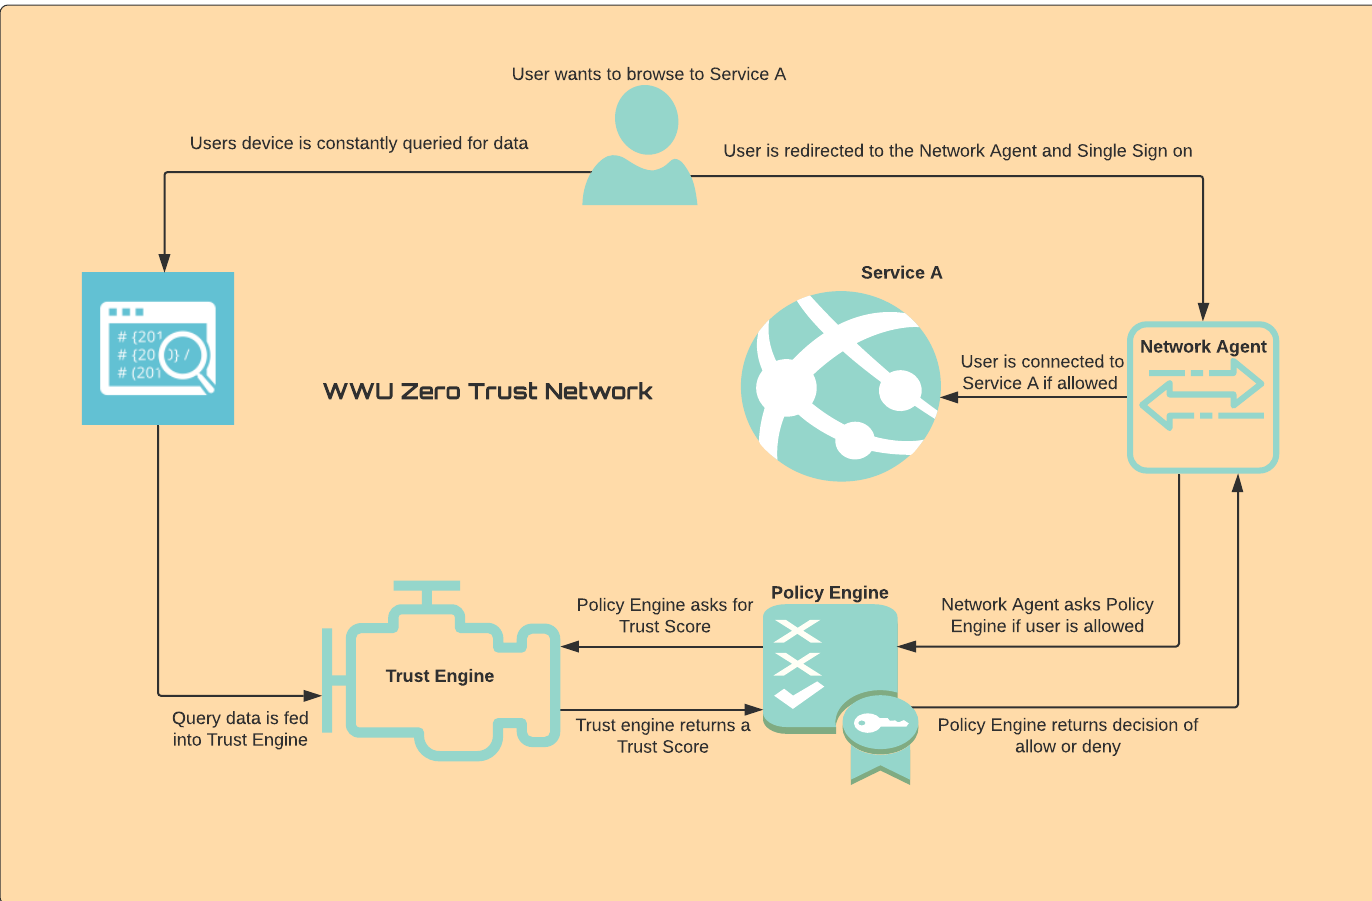 User wants to browse to Service A
Users device is constantly queried for data
User is redirected to the Network Agent and Single Sign on
Service A
# {201
# {20 0} /
# (201
Network Agent
User is connected to
Service A if allowed
WWU Zero Trust Network
Policy Engine
Policy Engine asks for
Trust Score
Network Agent asks Policy
Engine if user is allowed
Trust Engine
Query data is fed
into Trust Engine
Trust engine returns a
Trust Score
Policy Engine returns decision of
allow or deny